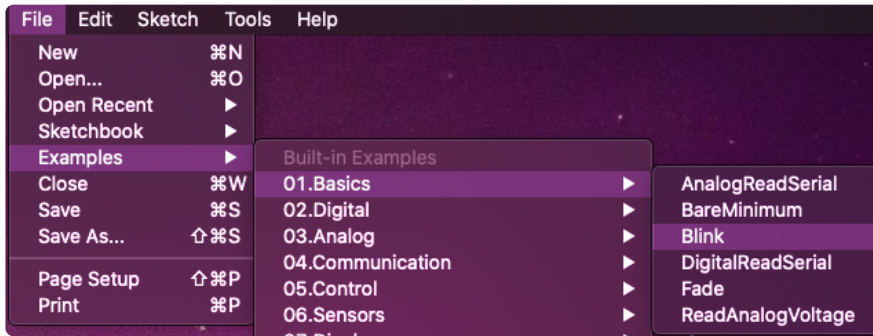 File Edit Sketch Tools Help
New ⌘N
Open... ⌘O
Open Recent ▶
Sketchbook ▶
Examples ▶
Close ⌘W
Save ⌘S
Save As... ⇧⌘S
Page Setup ⇧⌘P
Print ⌘P
Built-in Examples
01.Basics ▶
02.Digital ▶
03.Analog ▶
04.Communication ▶
05.Control ▶
06.Sensors ▶
AnalogReadSerial
BareMinimum
Blink
DigitalReadSerial
Fade
ReadAnalogVoltage